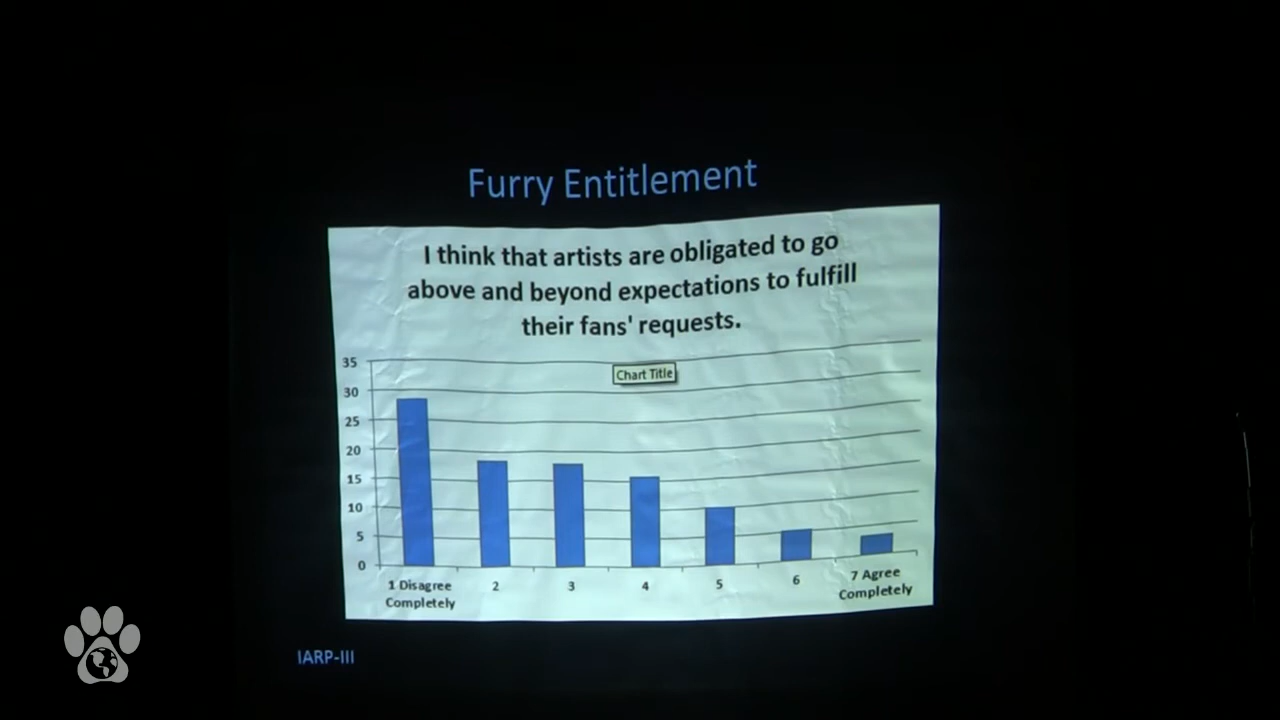 Furry Entitlement
I think that artists are obligated to go
above and beyond expectations to fulfill
their fans' requests.
Chart Title
35
30
25
20
15
10
5
0
1 Disagree
Completely
2
3
4
5
6
7 Agree
Completely
IARP-III